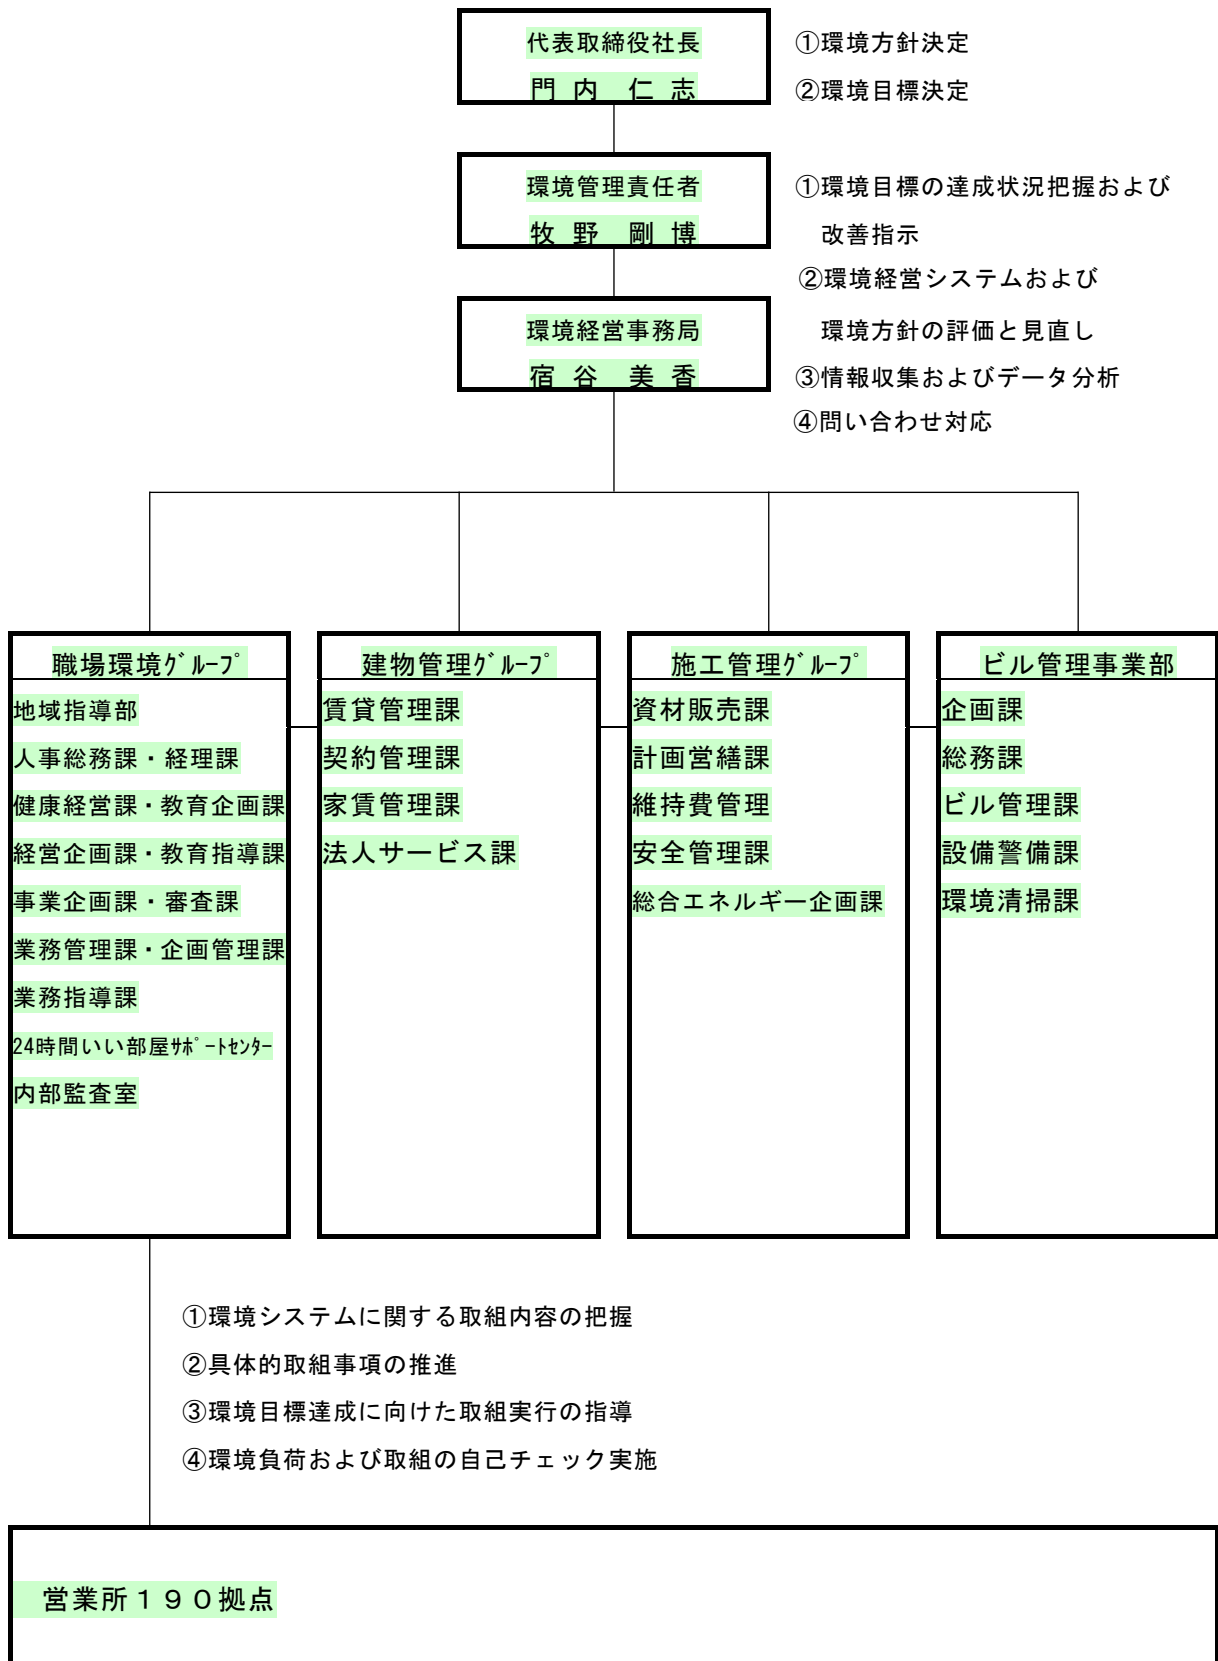 代表取締役社長
門内 仁志
①環境方針決定
②環境目標決定
環境管理責任者
牧野 剛博
①環境目標の達成状況把握および
改善指示
②環境経営システムおよび
環境方針の評価と見直し
③情報収集およびデータ分析
④問い合わせ対応
環境経営事務局
宿谷 美香
職場環境ｸﾞﾙｰﾌﾟ
地域指導部
人事総務課・経理課
健康経営課・教育企画課
経営企画課・教育指導課
事業企画課・審査課
業務管理課・企画管理課
業務指導課
24時間いい部屋ｻﾎﾟｰﾄｾﾝﾀｰ
内部監査室
建物管理ｸﾞﾙｰﾌﾟ
賃貸管理課
契約管理課
家賃管理課
法人サービス課
施工管理ｸﾞﾙｰﾌﾟ
資材販売課
計画営繕課
維持費管理
安全管理課
総合エネルギー企画課
ビル管理事業部
企画課
総務課
ビル管理課
設備警備課
環境清掃課
①環境システムに関する取組内容の把握
②具体的取組事項の推進
③環境目標達成に向けた取組実行の指導
④環境負荷および取組の自己チェック実施
営業所１９０拠点